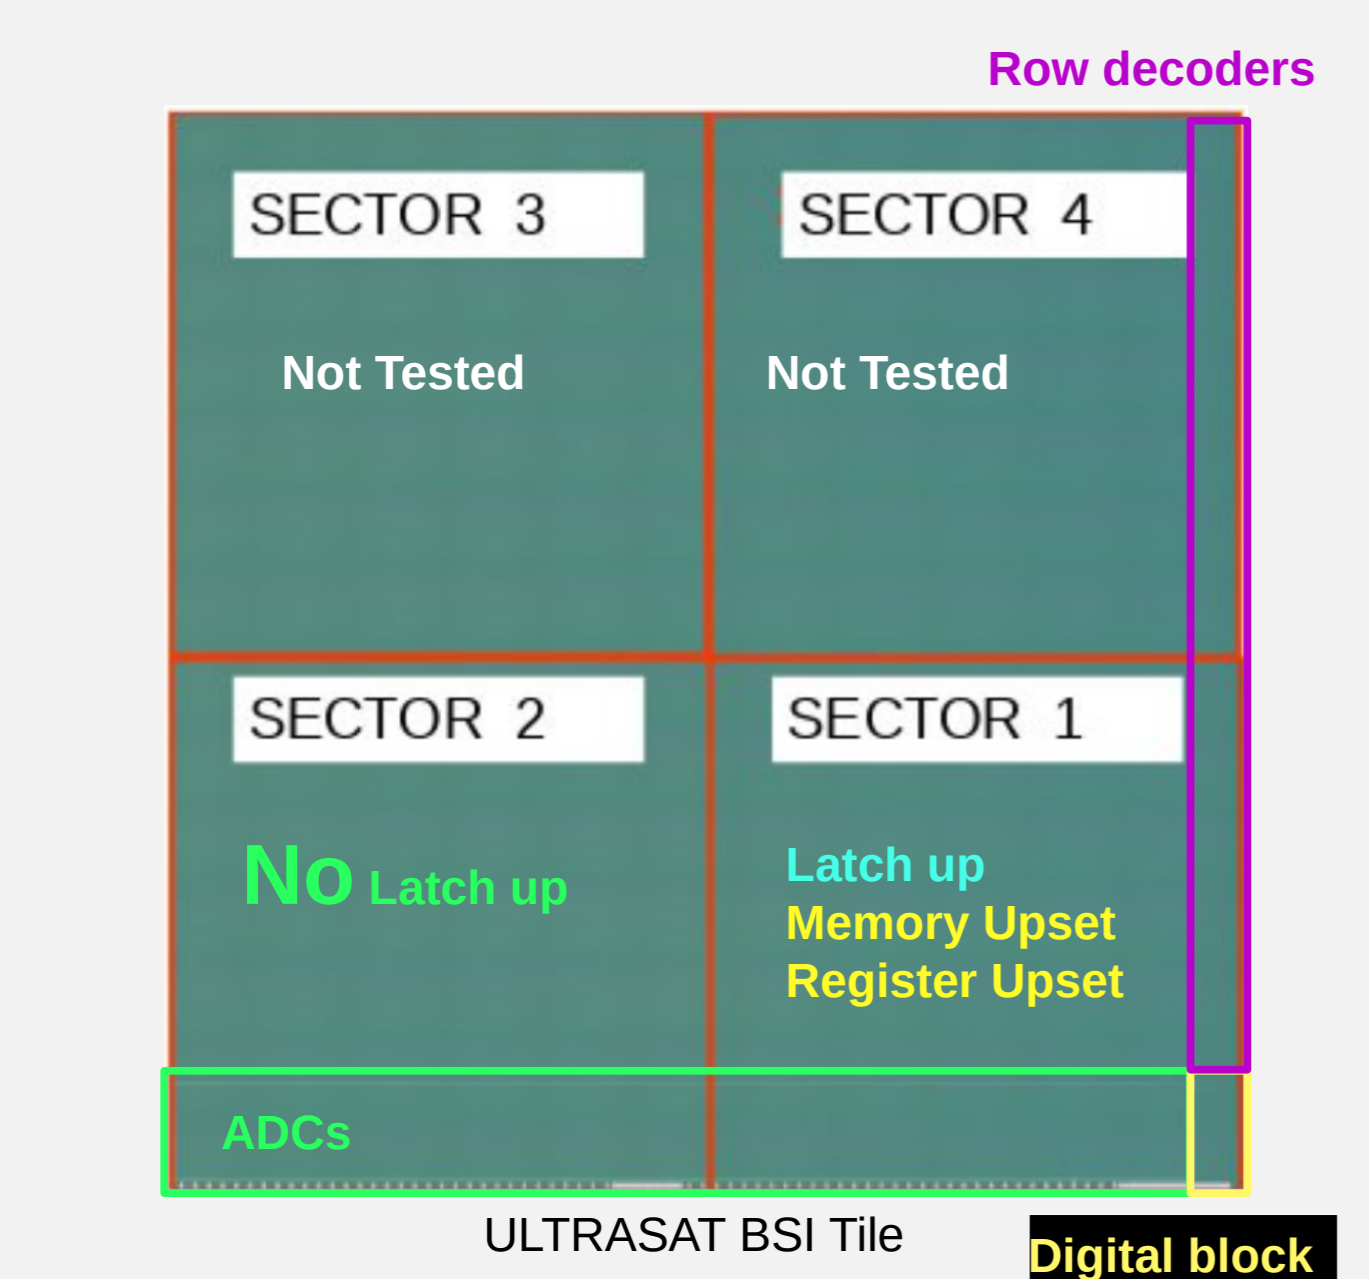 Row decoders
SECTOR 3
SECTOR 4
Not Tested
Not Tested
SECTOR 2
SECTOR 1
No Latch up
Latch up
Memory Upset
Register Upset
ADCs
ULTRASAT BSI Tile
Digital block